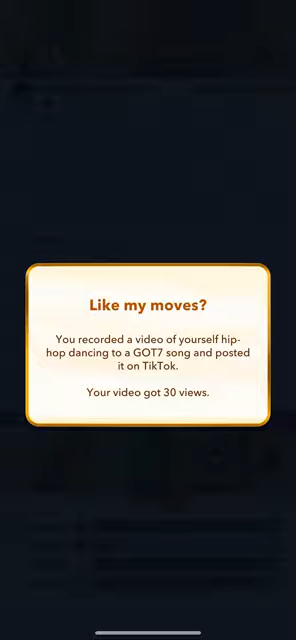 Like my moves?
You recorded a video of yourself hip-
hop dancing to a GOT7 song and posted
it on TikTok.
Your video got 30 views.